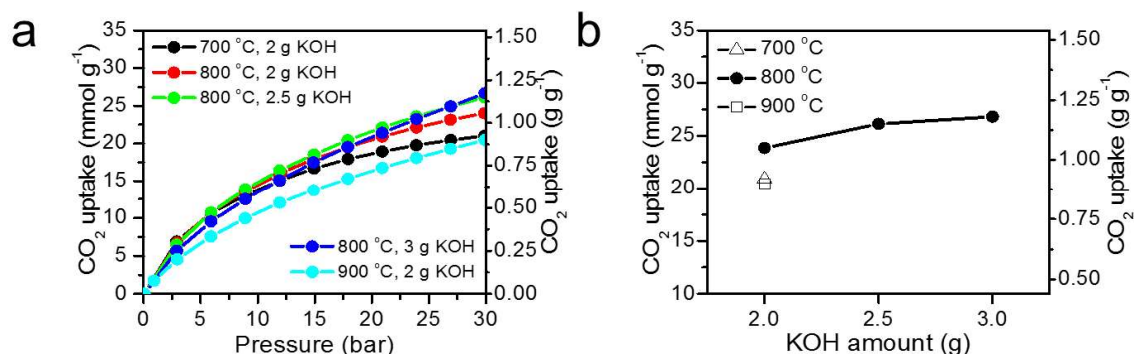 a
CO₂ uptake (mmol g⁻¹)
35
30
25
20
15
10
5
0
700 °C, 2 g KOH
800 °C, 2 g KOH
800 °C, 2.5 g KOH
800 °C, 3 g KOH
900 °C, 2 g KOH
1.50
1.25
1.00
0.75
0.50
0.25
0.00
CO₂ uptake (g g⁻¹)
0 5 10 15 20 25 30
Pressure (bar)
b
CO₂ uptake (mmol g⁻¹)
35
30
25
20
15
10
700 °C
800 °C
900 °C
1.50
1.25
1.00
0.75
0.50
CO₂ uptake (g g⁻¹)
2.0 2.5 3.0
KOH amount (g)